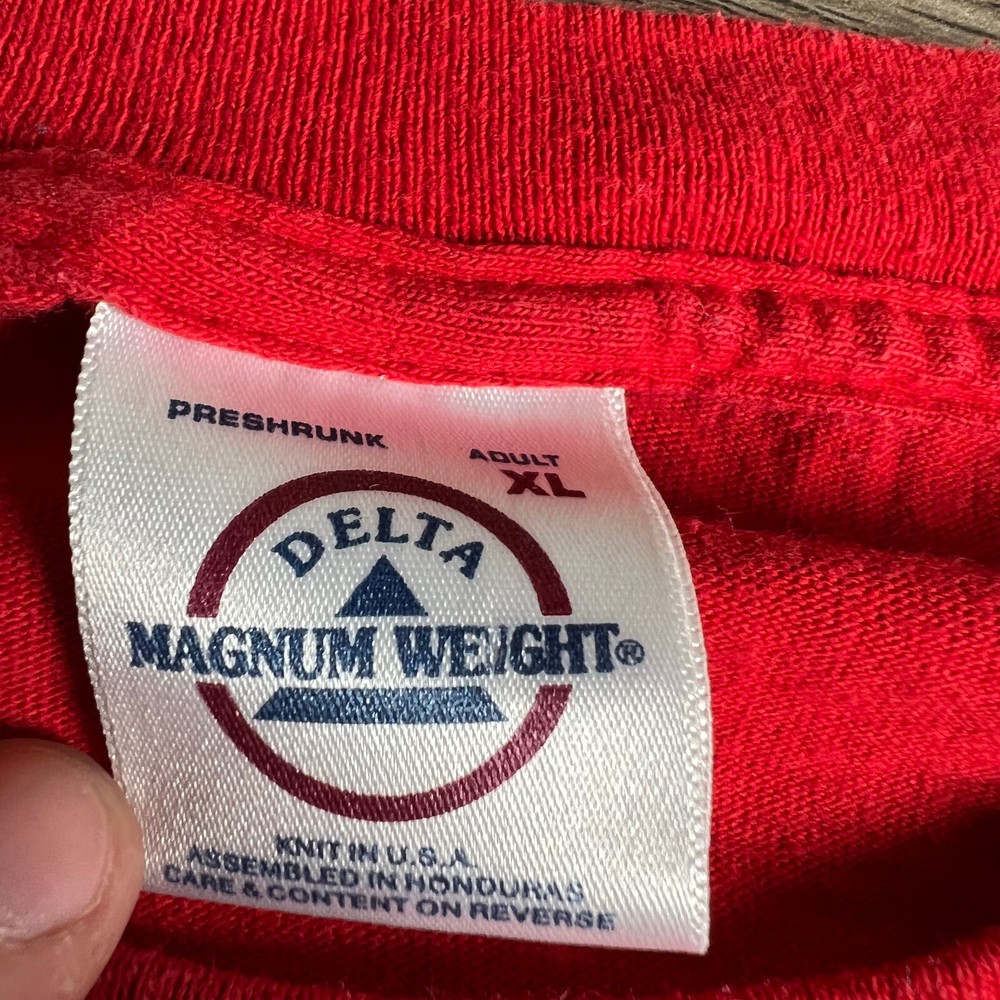 PRESHRUNK
ADULT
XL
DELTA
MAGNUM WEIGHT®
KNIT IN U.S.A.
ASSEMBLED IN HONDURAS
CARE & CONTENT ON REVERSE